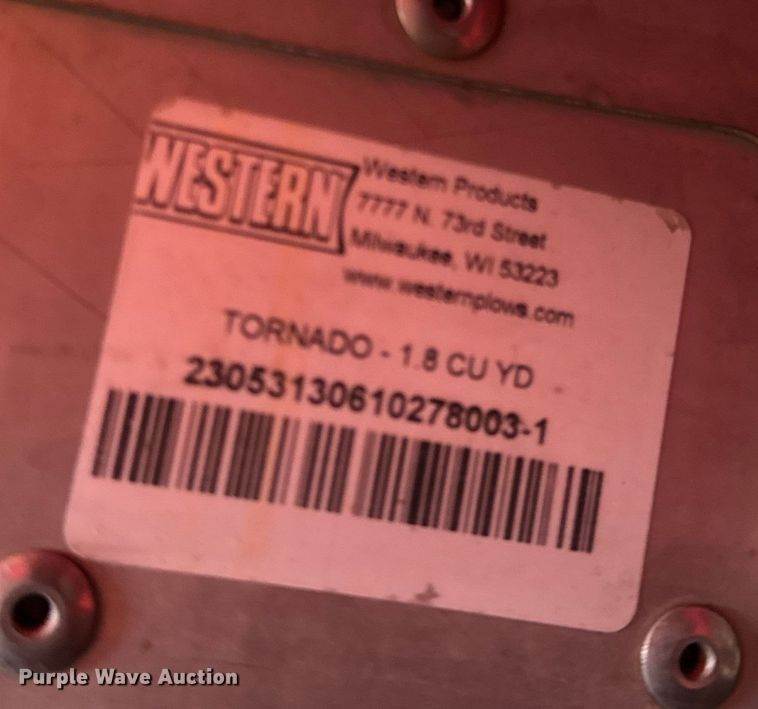 WESTERN
Western Products
7777 N. 73rd Street
Milwaukee, WI 53223
www.westernplows.com
TORNADO - 1.8 CU YD
23053130610278003-1
Purple Wave Auction